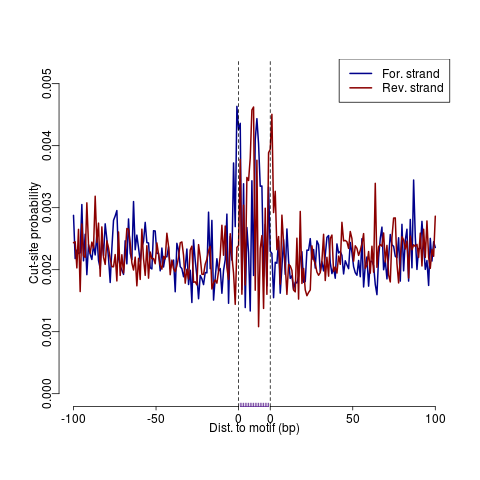 For. strand
Rev. strand
Cut-site probability
0.005
0.004
0.003
0.002
0.001
0.000
-100 -50 0 0 50 100
Dist. to motif (bp)